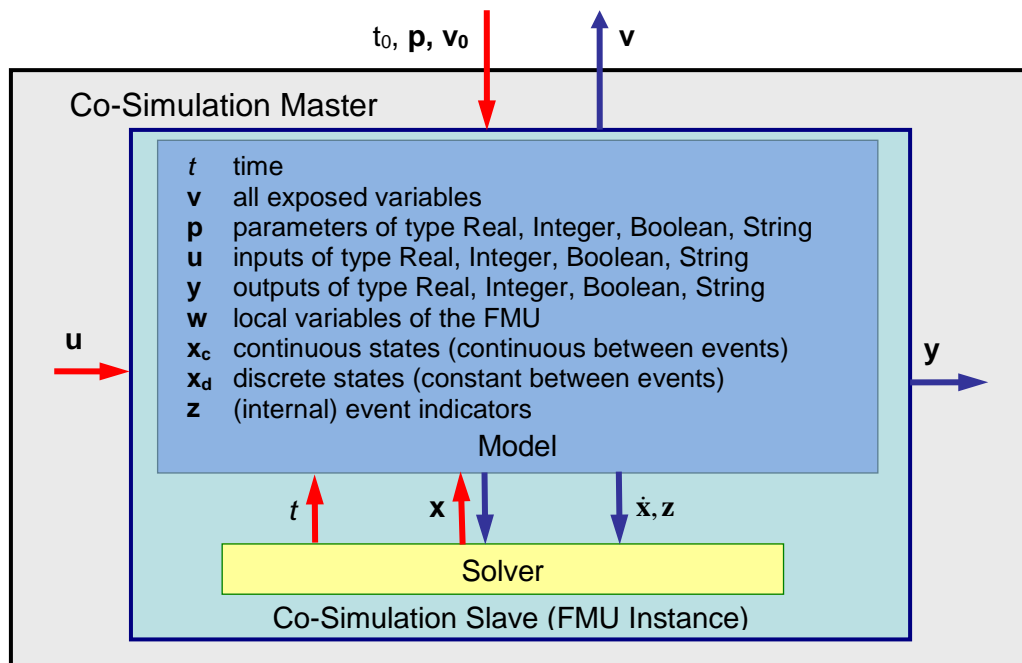 t₀, p, v₀
v
Co-Simulation Master
t time
v all exposed variables
p parameters of type Real, Integer, Boolean, String
u inputs of type Real, Integer, Boolean, String
y outputs of type Real, Integer, Boolean, String
w local variables of the FMU
x_c continuous states (continuous between events)
x_d discrete states (constant between events)
z (internal) event indicators
Model
u
y
t
x
ẋ, z
Solver
Co-Simulation Slave (FMU Instance)